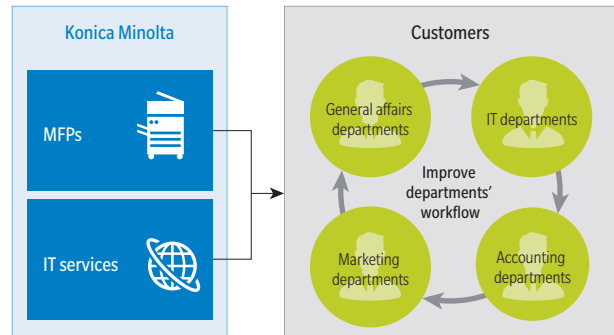 Konica Minolta
MFPs
IT services
Customers
General affairs
departments
IT departments
Improve
departments’
workflow
Marketing
departments
Accounting
departments